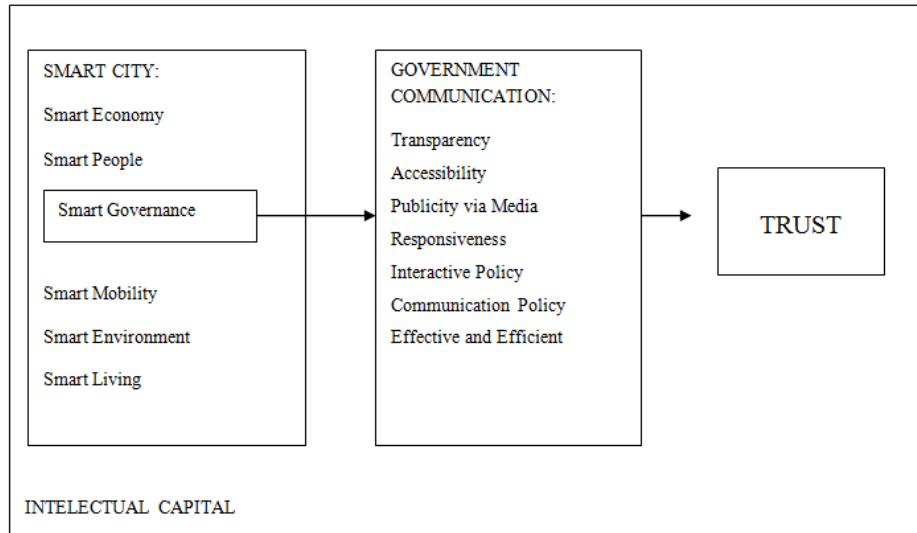 SMART CITY:
Smart Economy
Smart People
Smart Governance
Smart Mobility
Smart Environment
Smart Living
GOVERNMENT
COMMUNICATION:
Transparency
Accessibility
Publicity via Media
Responsiveness
Interactive Policy
Communication Policy
Effective and Efficient
TRUST
INTELECTUAL CAPITAL